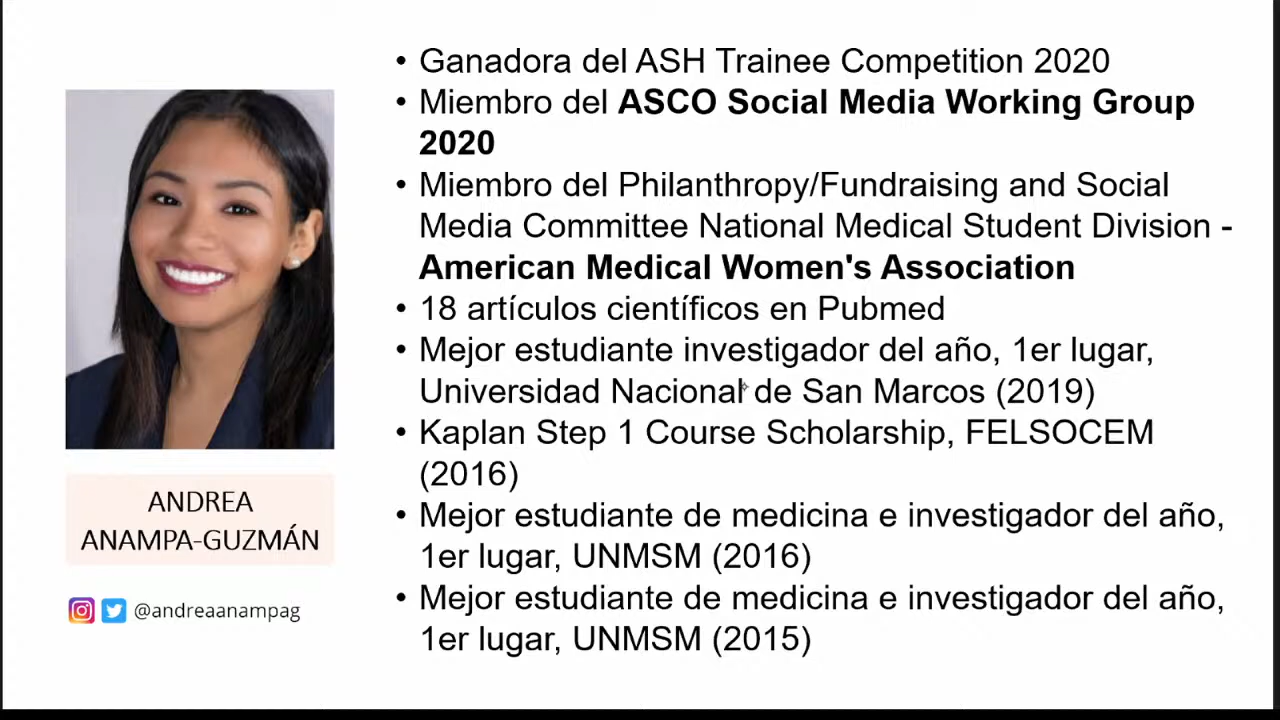 • Ganadora del ASH Trainee Competition 2020
• Miembro del ASCO Social Media Working Group
2020
• Miembro del Philanthropy/Fundraising and Social
Media Committee National Medical Student Division -
American Medical Women's Association
• 18 artículos científicos en Pubmed
• Mejor estudiante investigador del año, 1er lugar,
Universidad Nacional de San Marcos (2019)
• Kaplan Step 1 Course Scholarship, FELSOCEM
(2016)
• Mejor estudiante de medicina e investigador del año,
1er lugar, UNMSM (2016)
• Mejor estudiante de medicina e investigador del año,
1er lugar, UNMSM (2015)
ANDREA
ANAMPA-GUZMÁN
@andreaanampag